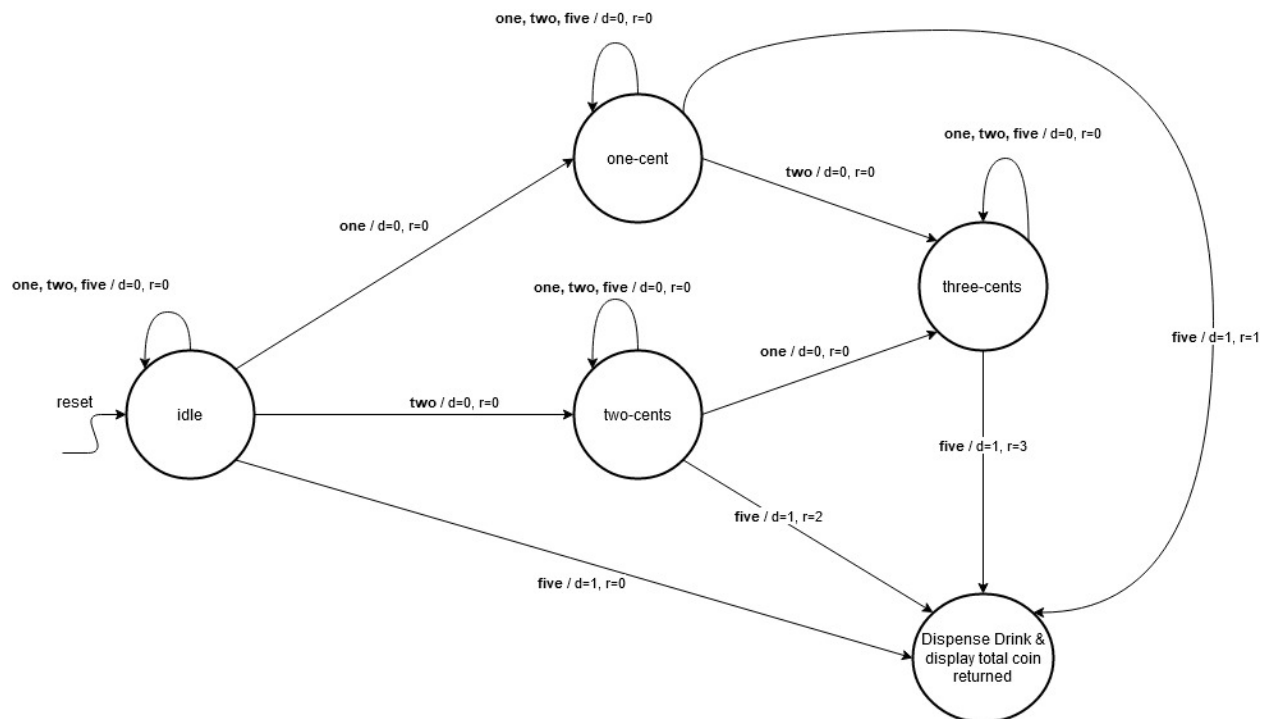 one, two, five / d=0, r=0
one-cent
one, two, five / d=0, r=0
two / d=0, r=0
one / d=0, r=0
three-cents
one, two, five / d=0, r=0
one, two, five / d=0, r=0
five / d=1, r=1
one / d=0, r=0
reset
idle
two / d=0, r=0
two-cents
five / d=1, r=3
five / d=1, r=2
five / d=1, r=0
Dispense Drink &
display total coin
returned